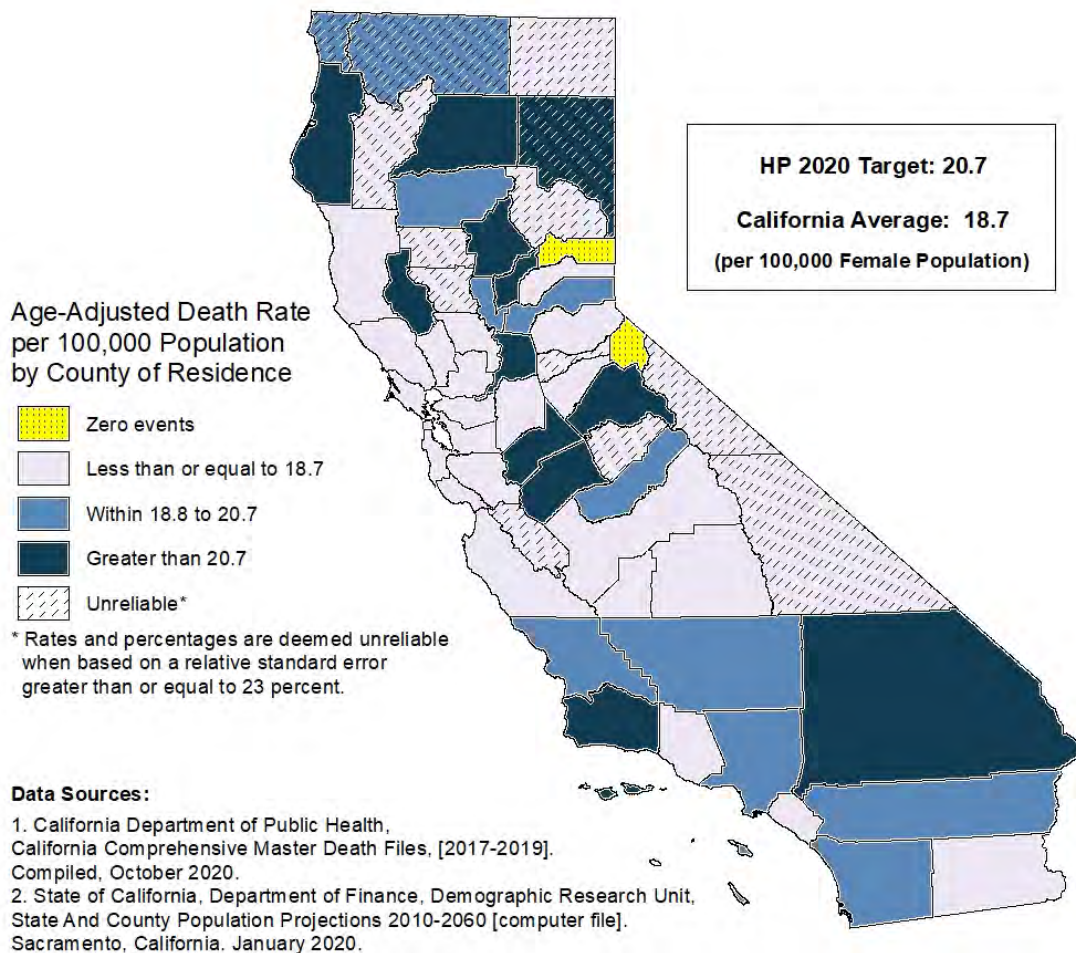 HP 2020 Target: 20.7
California Average: 18.7
(per 100,000 Female Population)
Age-Adjusted Death Rate
per 100,000 Population
by County of Residence
Zero events
Less than or equal to 18.7
Within 18.8 to 20.7
Greater than 20.7
Unreliable*
* Rates and percentages are deemed unreliable
when based on a relative standard error
greater than or equal to 23 percent.
Data Sources:
1. California Department of Public Health,
California Comprehensive Master Death Files, [2017-2019].
Compiled, October 2020.
2. State of California, Department of Finance, Demographic Research Unit,
State And County Population Projections 2010-2060 [computer file].
Sacramento, California. January 2020.